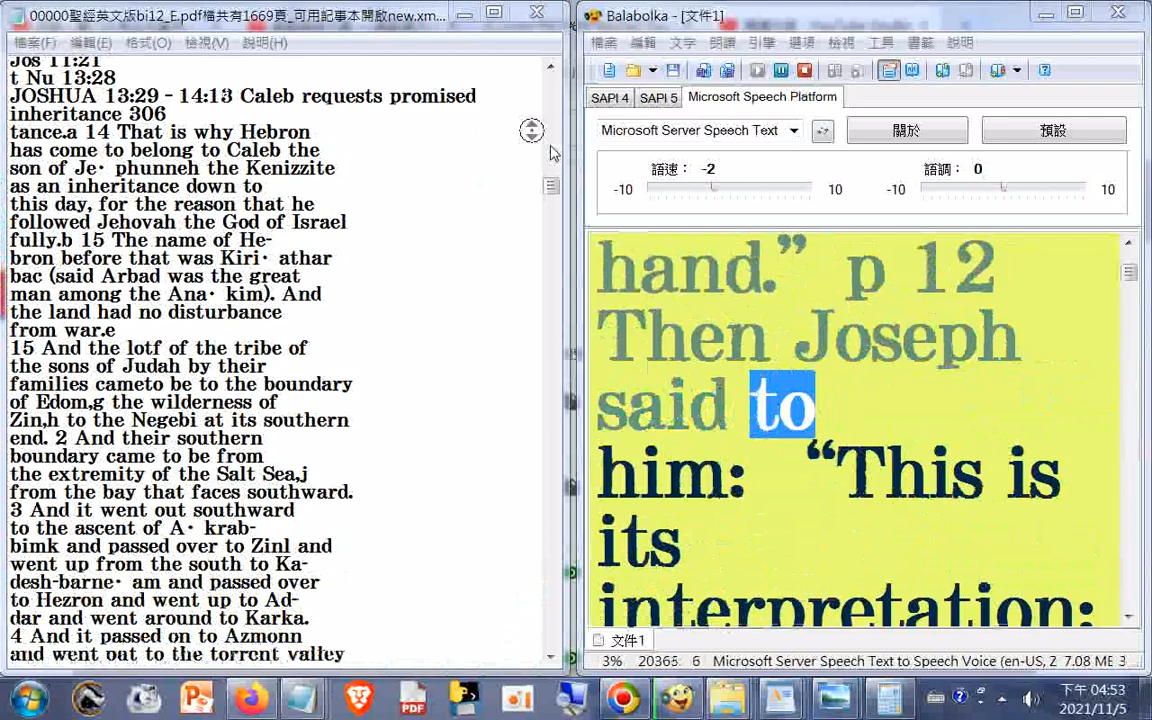 00000聖經英文版bi12_E.pdf檔共有1669頁_可用記事本開啟new.xm...
檔案(F) 編輯(E) 格式(O) 檢視(V) 說明(H)
Jos 11:21
t Nu 13:28
JOSHUA 13:29 - 14:13 Caleb requests promised
inheritance 306
tance.a 14 That is why Hebron
has come to belong to Caleb the
son of Je· phunneh the Kenizzite
as an inheritance down to
this day, for the reason that he
followed Jehovah the God of Israel
fully.b 15 The name of He-
bron before that was Kiri· athar
bac (said Arbad was the great
man among the Ana· kim). And
the land had no disturbance
from war.e
15 And the lotf of the tribe of
the sons of Judah by their
families cameto be to the boundary
of Edom,g the wilderness of
Zin,h to the Negebi at its southern
end. 2 And their southern
boundary came to be from
the extremity of the Salt Sea,j
from the bay that faces southward.
3 And it went out southward
to the ascent of A· krab-
bimk and passed over to Zinl and
went up from the south to Ka-
desh-barne· am and passed over
to Hezron and went up to Ad-
dar and went around to Karka.
4 And it passed on to Azmonn
and went out to the torrent valley
Balabolka - [文件1]
檔案 編輯 文字 朗讀 引擎 選項 檢視 工具 書籤 說明
SAPI 4 SAPI 5 Microsoft Speech Platform
Microsoft Server Speech Text 關於 預設
語速: -2 語調: 0
-10 10 -10 10
hand.” p 12
Then Joseph
said to
him: “This is
its
interpretation:
文件1
3% 20365: 6 Microsoft Server Speech Text to Speech Voice (en-US, 2 7.08 ME 3
PDF
下午 04:53
2021/11/5